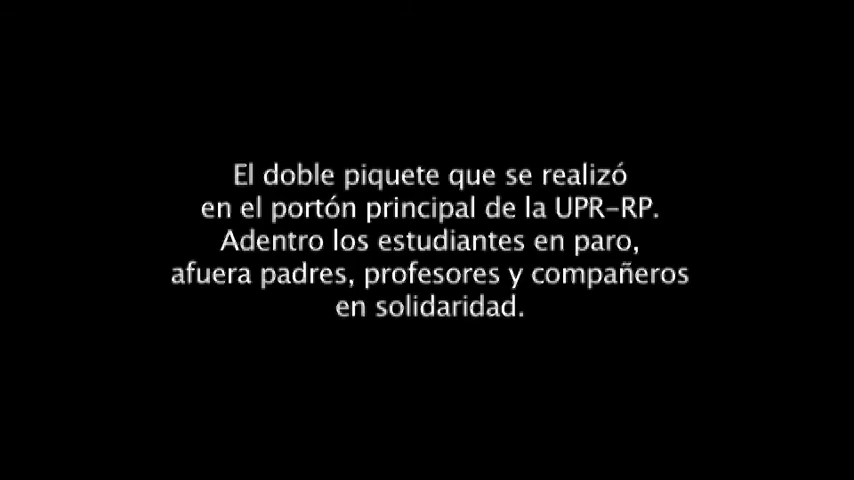 El doble piquete que se realizó
en el portón principal de la UPR-RP.
Adentro los estudiantes en paro,
afuera padres, profesores y compañeros
en solidaridad.